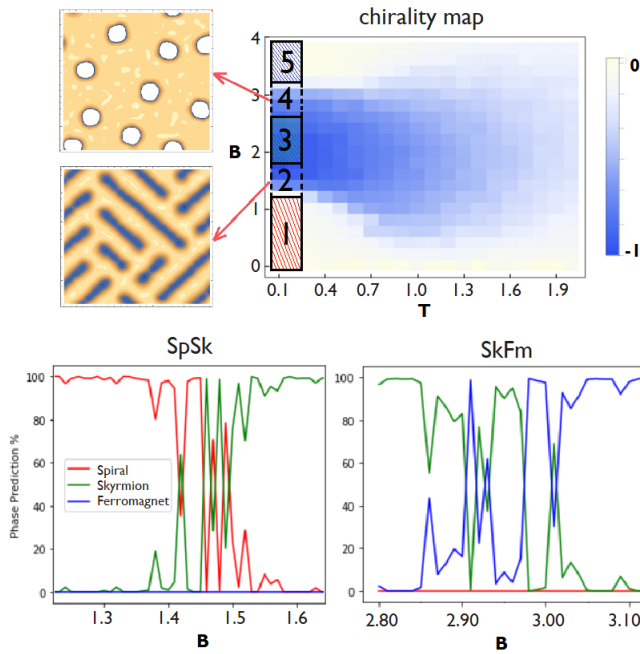 chirality map
4
3
B
2
1
0
5
4
3
2
1
0.1 0.4 0.7 1.0 1.3 1.6 1.9
T
0
-1
SpSk
SkFm
Phase Prediction %
100
80
60
40
20
0
Spiral
Skyrmion
Ferromagnet
1.3 1.4 1.5 1.6
B
100
80
60
40
20
0
2.80 2.90 3.00 3.10
B